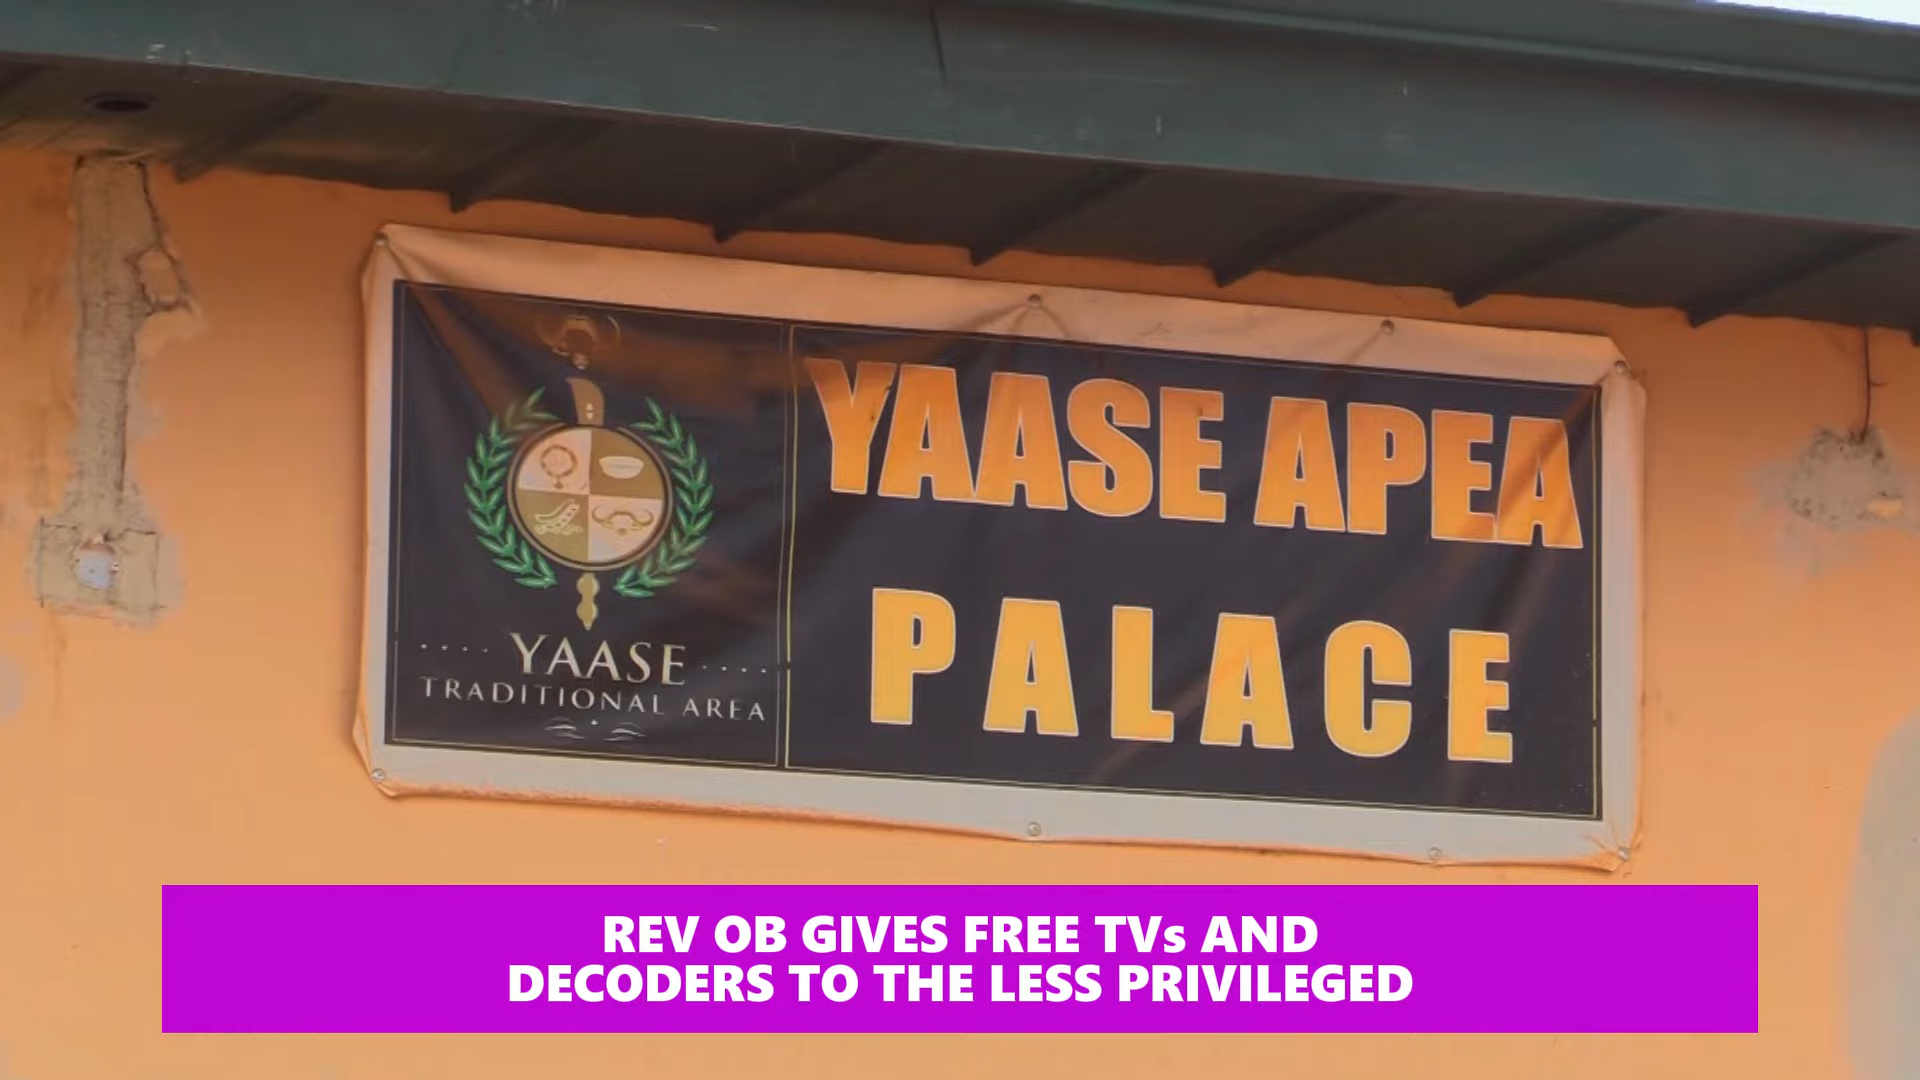 YAASE APEA
PALACE
YAASE
TRADITIONAL AREA
REV OB GIVES FREE TVs AND
DECODERS TO THE LESS PRIVILEGED